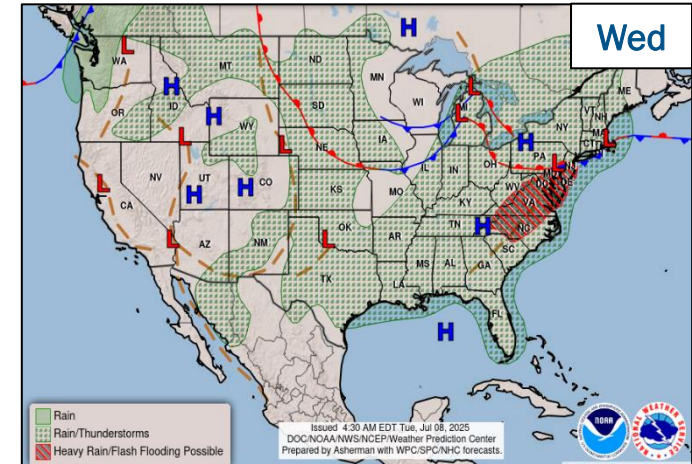 Wed
H
L
WA
MT
ND
MN
ME
H
ID
OR
H
WY
SD
WI
L
MI
L
VT
NH
NY
MA
CT
L
L
L
NE
IA
H
PA
L
NJ
IL
IN
OH
NV
UT
H
H
CO
KS
MO
WV
MD
DC
DE
VA
KY
L
CA
L
AZ
NM
OK
L
AR
TN
H
NC
SC
TX
LA
MS
AL
GA
FL
H
Rain
Rain/Thunderstorms
Heavy Rain/Flash Flooding Possible
Issued 4:30 AM EDT Tue, Jul 08, 2025
DOC/NOAA/NWS/NCEP/Weather Prediction Center
Prepared by Asherman with WPC/SPC/NHC forecasts.
NOAA
NATIONAL WEATHER SERVICE